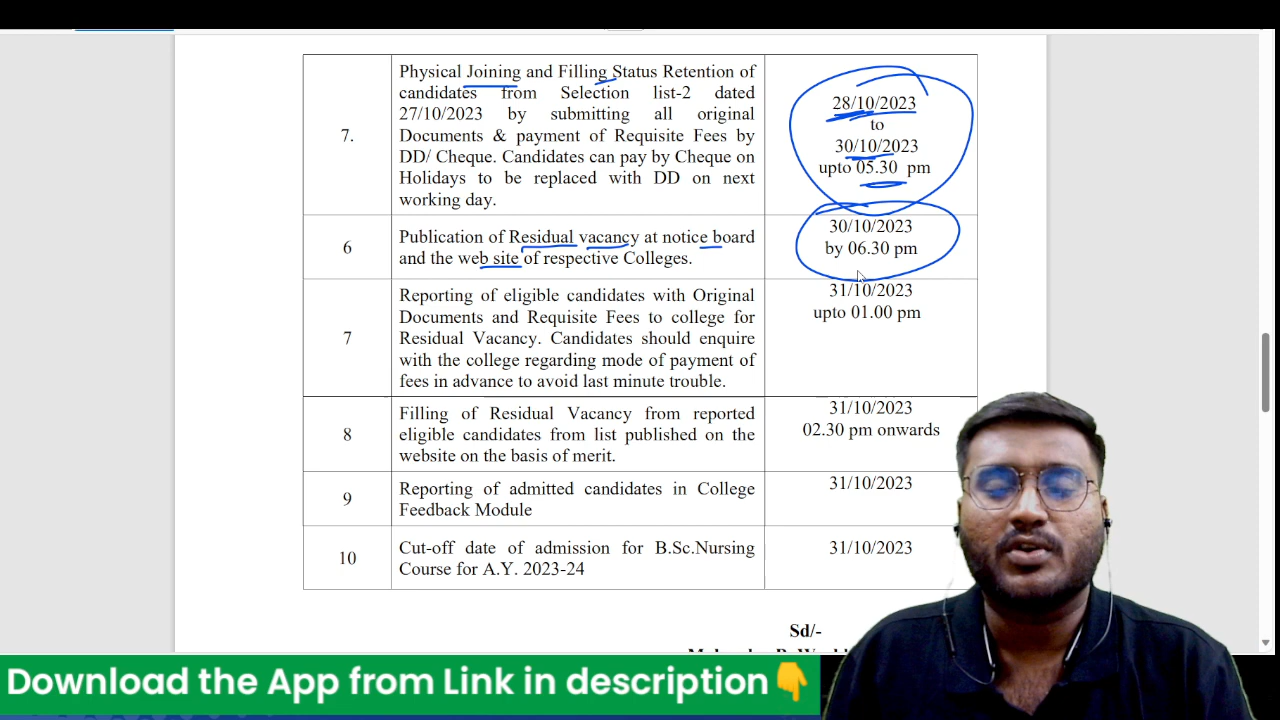 7.
Physical Joining and Filling Status Retention of
candidates from Selection list-2 dated
27/10/2023 by submitting all original
Documents & payment of Requisite Fees by
DD/ Cheque. Candidates can pay by Cheque on
Holidays to be replaced with DD on next
working day.
28/10/2023
to
30/10/2023
upto 05.30 pm
6
Publication of Residual vacancy at notice board
and the web site of respective Colleges.
30/10/2023
by 06.30 pm
7
Reporting of eligible candidates with Original
Documents and Requisite Fees to college for
Residual Vacancy. Candidates should enquire
with the college regarding mode of payment of
fees in advance to avoid last minute trouble.
31/10/2023
upto 01.00 pm
8
Filling of Residual Vacancy from reported
eligible candidates from list published on the
website on the basis of merit.
31/10/2023
02.30 pm onwards
9
Reporting of admitted candidates in College
Feedback Module
31/10/2023
10
Cut-off date of admission for B.Sc.Nursing
Course for A.Y. 2023-24
31/10/2023
Sd/-
Download the App from Link in description